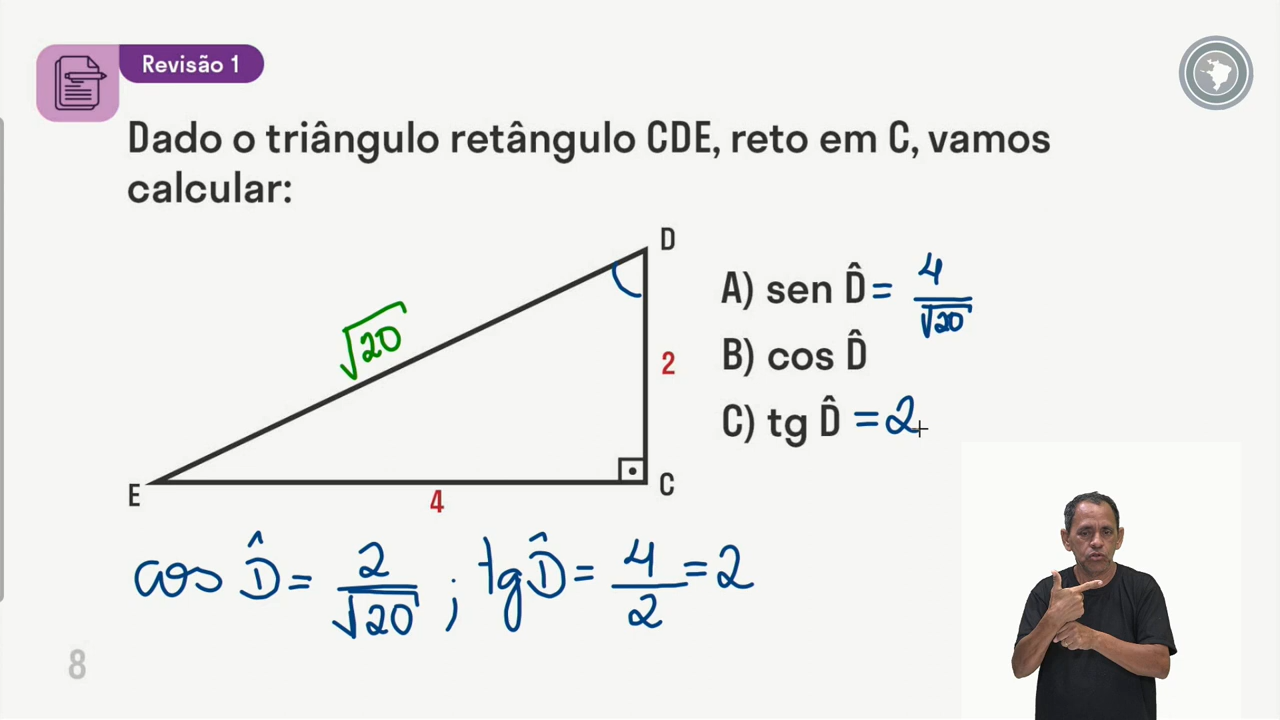 Revisão 1
Dado o triângulo retângulo CDE, reto em C, vamos
calcular:
D
A) sen D̂ = 4/√20
√20
2
B) cos D̂
C) tg D̂ = 2
E
C
4
cos D̂ = 2/√20 ; tg D̂ = 4/2 = 2
8